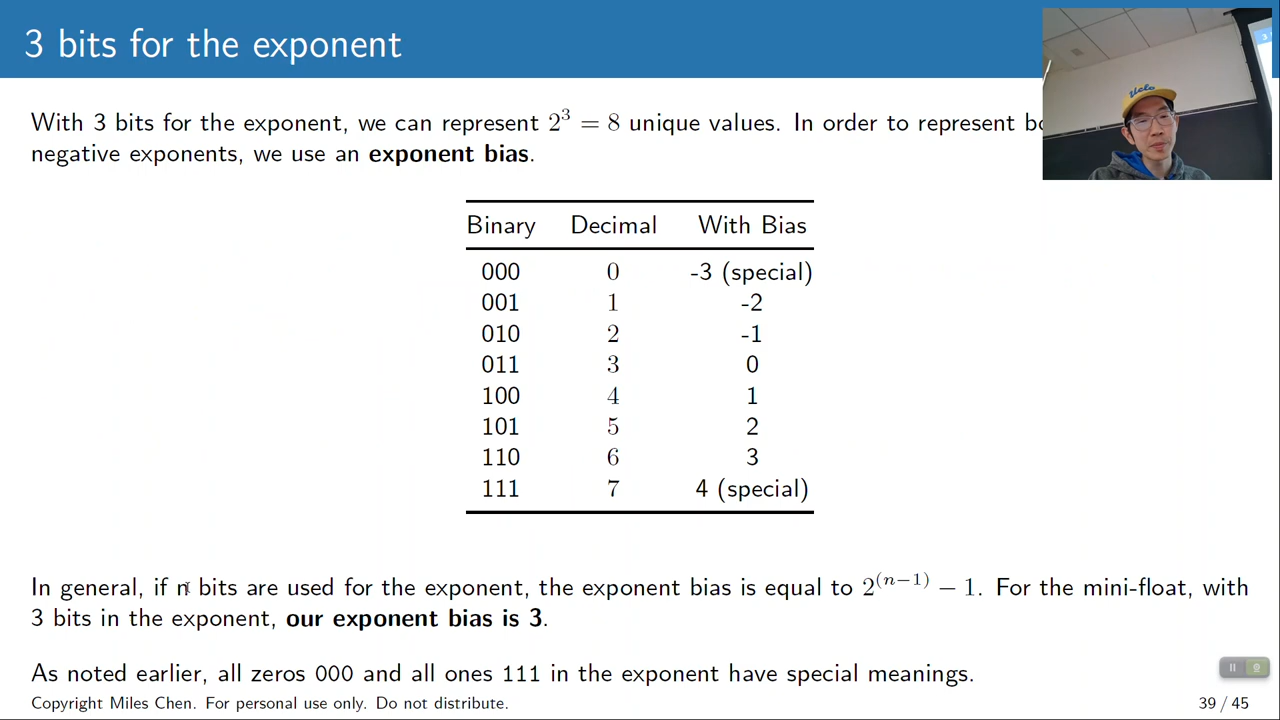 3 bits for the exponent
Ucla
With 3 bits for the exponent, we can represent 2³ = 8 unique values. In order to represent
negative exponents, we use an exponent bias.
Binary Decimal With Bias
000 0 -3 (special)
001 1 -2
010 2 -1
011 3 0
100 4 1
101 5 2
110 6 3
111 7 4 (special)
In general, if n bits are used for the exponent, the exponent bias is equal to 2⁽ⁿ⁻¹⁾ − 1. For the mini-float, with
3 bits in the exponent, our exponent bias is 3.
As noted earlier, all zeros 000 and all ones 111 in the exponent have special meanings.
Copyright Miles Chen. For personal use only. Do not distribute.
39 / 45